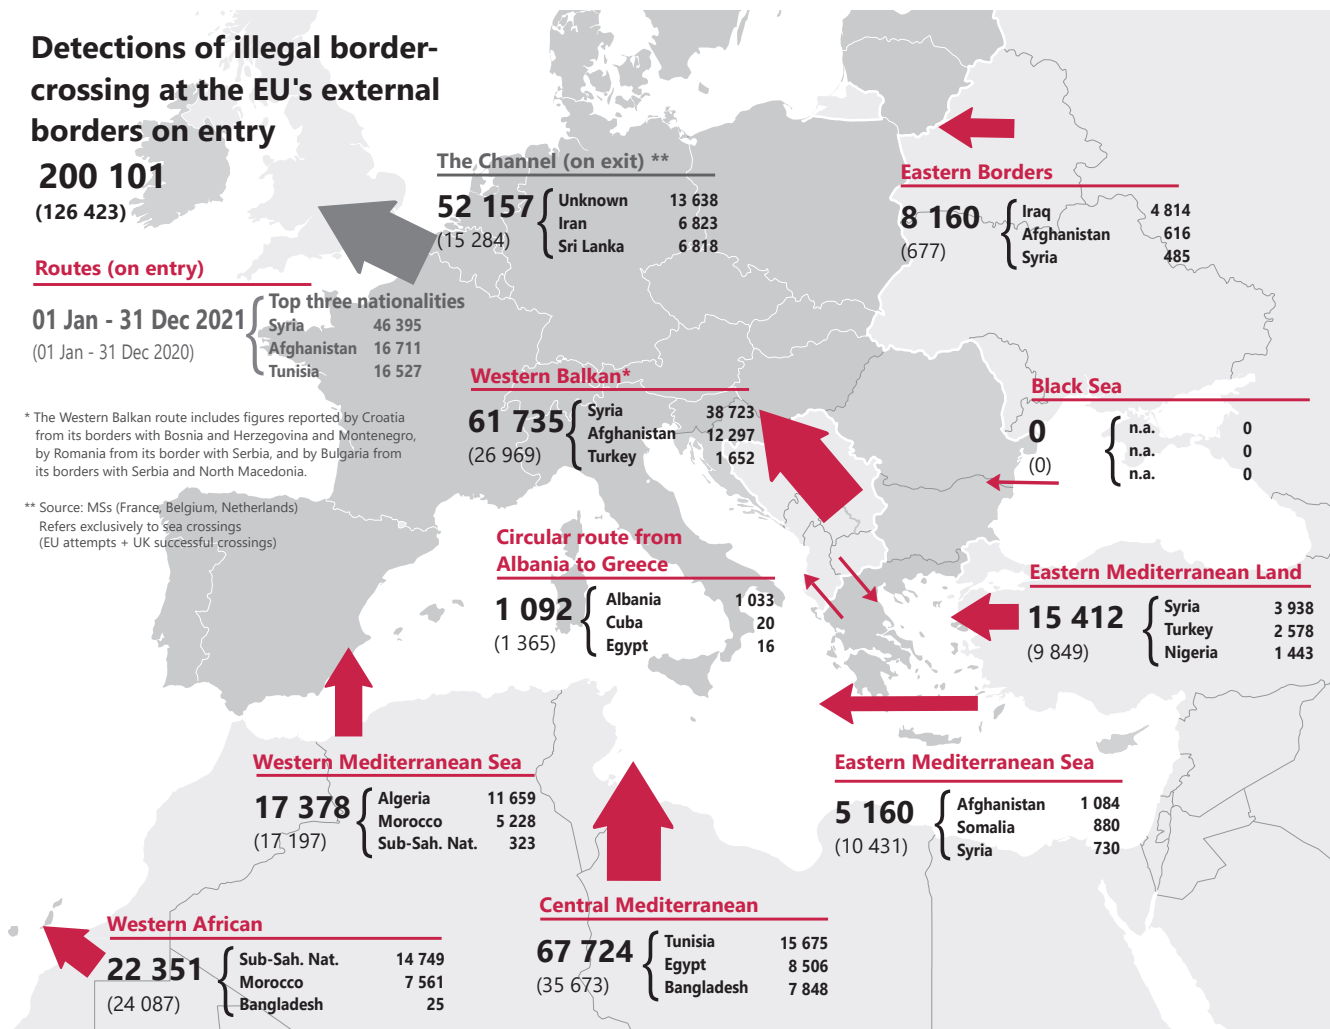 Detections of illegal border-
crossing at the EU's external
borders on entry
200 101
(126 423)
Routes (on entry)
01 Jan - 31 Dec 2021
(01 Jan - 31 Dec 2020)
Top three nationalities
Syria 46 395
Afghanistan 16 711
Tunisia 16 527
* The Western Balkan route includes figures reported by Croatia
from its borders with Bosnia and Herzegovina and Montenegro,
by Romania from its border with Serbia, and by Bulgaria from
its borders with Serbia and North Macedonia.
** Source: MSs (France, Belgium, Netherlands)
Refers exclusively to sea crossings
(EU attempts + UK successful crossings)
The Channel (on exit) **
52 157
(15 284)
Unknown 13 638
Iran 6 823
Sri Lanka 6 818
Eastern Borders
8 160
(677)
Iraq 4 814
Afghanistan 616
Syria 485
Western Balkan*
61 735
(26 969)
Syria 38 723
Afghanistan 12 297
Turkey 1 652
Black Sea
0
(0)
n.a. 0
n.a. 0
n.a. 0
Circular route from
Albania to Greece
1 092
(1 365)
Albania 1 033
Cuba 20
Egypt 16
Eastern Mediterranean Land
15 412
(9 849)
Syria 3 938
Turkey 2 578
Nigeria 1 443
Western Mediterranean Sea
17 378
(17 197)
Algeria 11 659
Morocco 5 228
Sub-Sah. Nat. 323
Eastern Mediterranean Sea
5 160
(10 431)
Afghanistan 1 084
Somalia 880
Syria 730
Western African
22 351
(24 087)
Sub-Sah. Nat. 14 749
Morocco 7 561
Bangladesh 25
Central Mediterranean
67 724
(35 673)
Tunisia 15 675
Egypt 8 506
Bangladesh 7 848